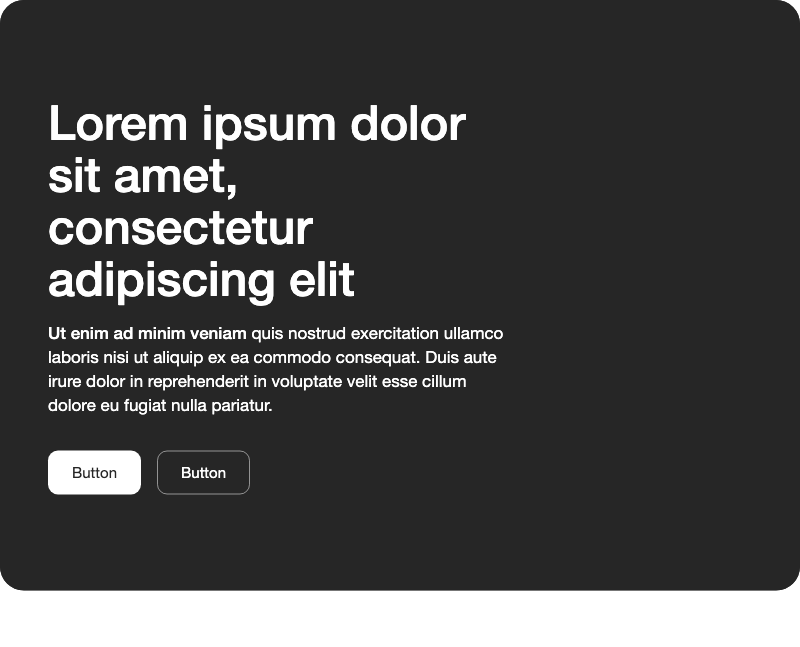 Lorem ipsum dolor
sit amet,
consectetur
adipiscing elit
Ut enim ad minim veniam quis nostrud exercitation ullamco
laboris nisi ut aliquip ex ea commodo consequat. Duis aute
irure dolor in reprehenderit in voluptate velit esse cillum
dolore eu fugiat nulla pariatur.
Button
Button